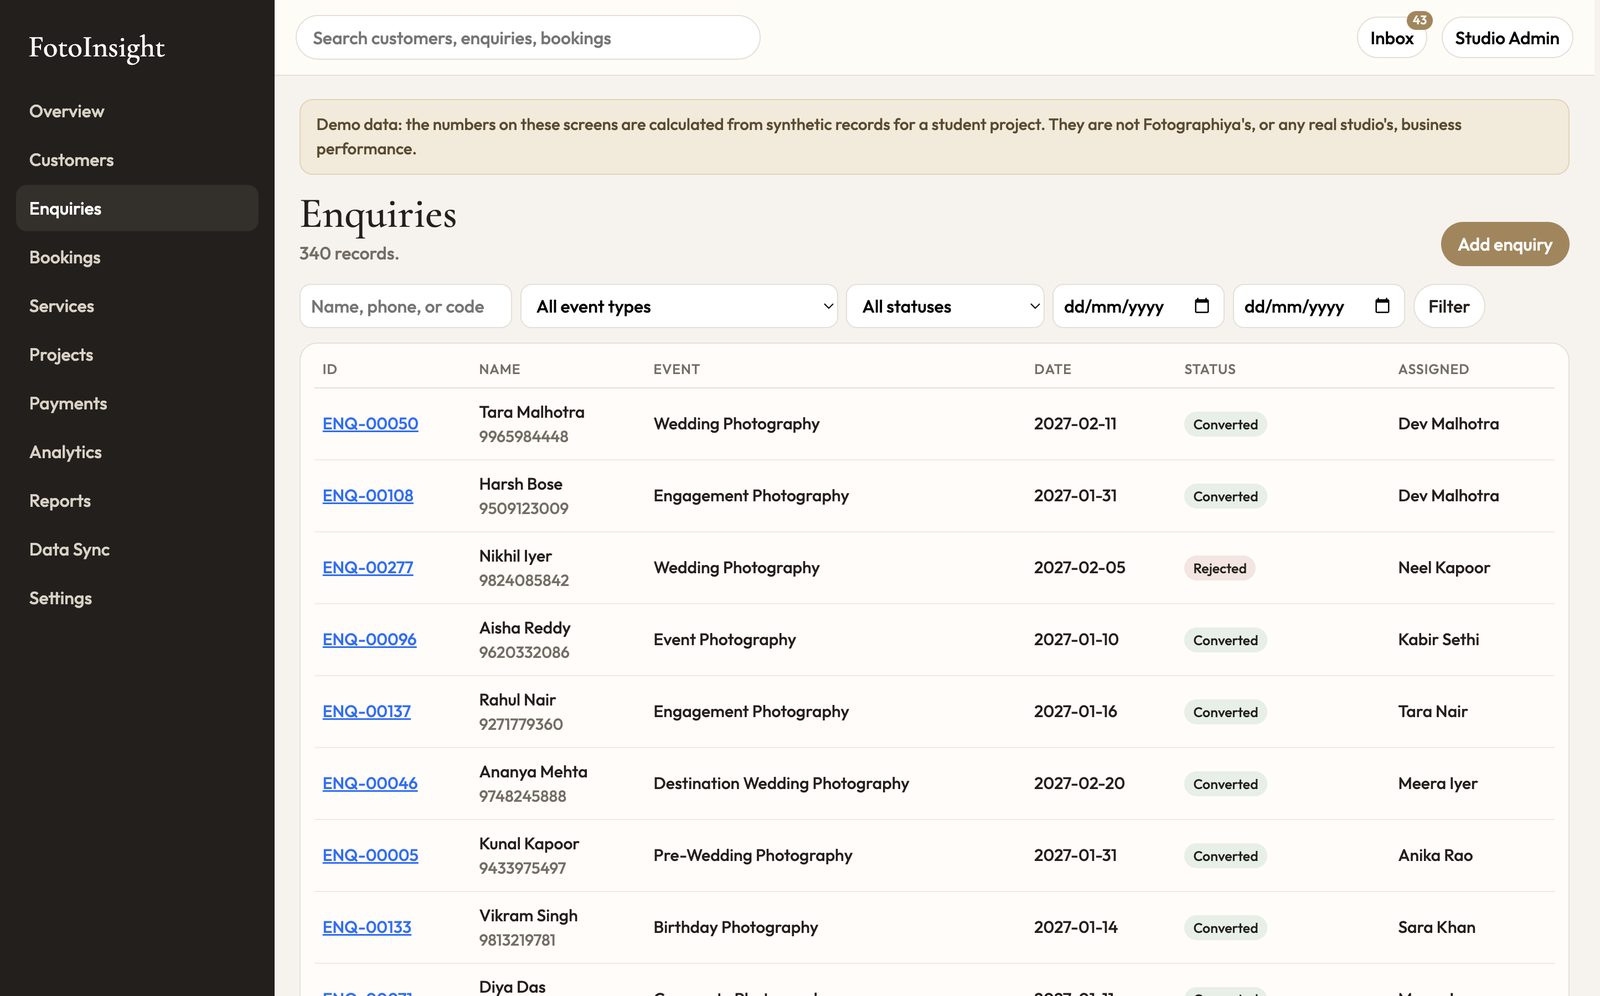 FotoInsight
Overview
Customers
Enquiries
Bookings
Services
Projects
Payments
Analytics
Reports
Data Sync
Settings
Search customers, enquiries, bookings
Inbox
43
Studio Admin
Demo data: the numbers on these screens are calculated from synthetic records for a student project. They are not Fotographiya's, or any real studio's, business
performance.
Enquiries
340 records.
Add enquiry
Name, phone, or code
All event types
All statuses
dd/mm/yyyy
dd/mm/yyyy
Filter
ID NAME EVENT DATE STATUS ASSIGNED
ENQ-00050 Tara Malhotra Wedding Photography 2027-02-11 Converted Dev Malhotra
9965984448
ENQ-00108 Harsh Bose Engagement Photography 2027-01-31 Converted Dev Malhotra
9509123009
ENQ-00277 Nikhil Iyer Wedding Photography 2027-02-05 Rejected Neel Kapoor
9824085842
ENQ-00096 Aisha Reddy Event Photography 2027-01-10 Converted Kabir Sethi
9620332086
ENQ-00137 Rahul Nair Engagement Photography 2027-01-16 Converted Tara Nair
9271779360
ENQ-00046 Ananya Mehta Destination Wedding Photography 2027-02-20 Converted Meera Iyer
9748245888
ENQ-00005 Kunal Kapoor Pre-Wedding Photography 2027-01-31 Converted Anika Rao
9433975497
ENQ-00133 Vikram Singh Birthday Photography 2027-01-14 Converted Sara Khan
9813219781
Diya Das